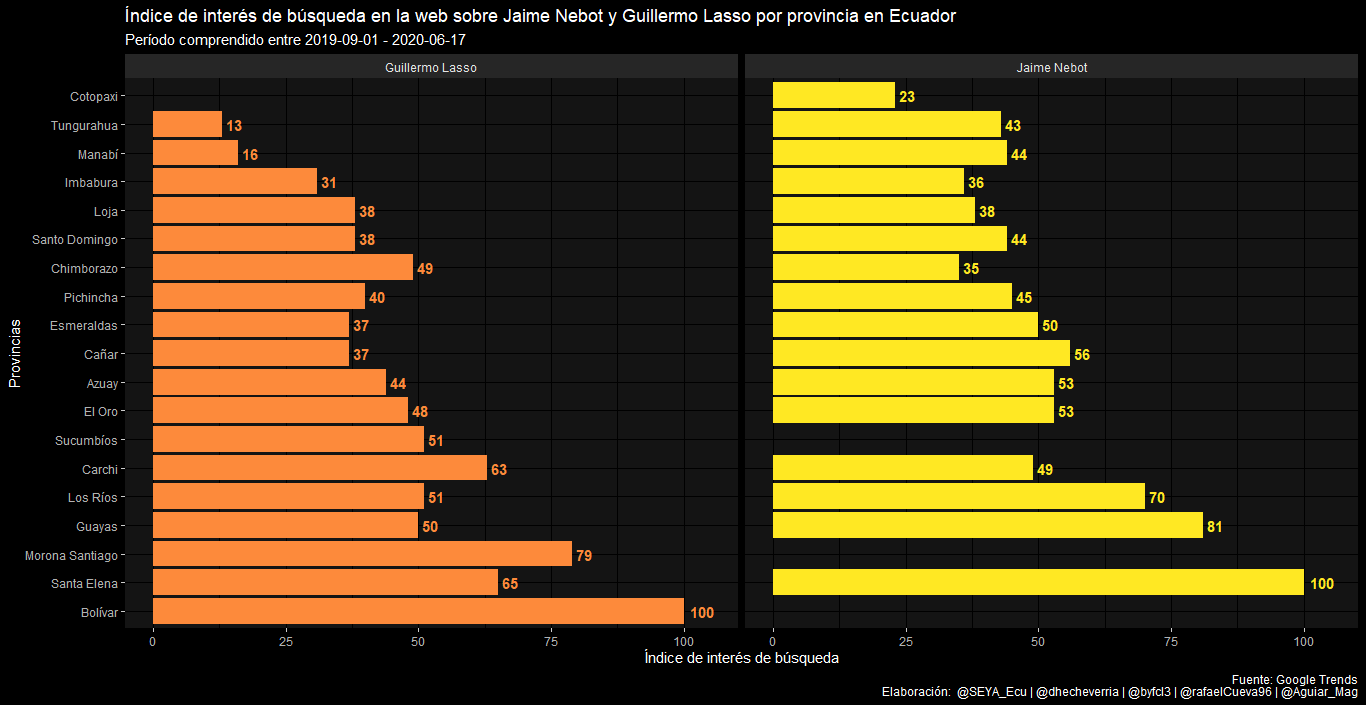 Índice de interés de búsqueda en la web sobre Jaime Nebot y Guillermo Lasso por provincia en Ecuador
Período comprendido entre 2019-09-01 - 2020-06-17
Guillermo Lasso
Jaime Nebot
Provincias
Cotopaxi 23
Tungurahua 13 43
Manabí 16 44
Imbabura 31 36
Loja 38 38
Santo Domingo 38 44
Chimborazo 49 35
Pichincha 40 45
Esmeraldas 37 50
Cañar 37 56
Azuay 44 53
El Oro 48 53
Sucumbíos 51
Carchi 63 49
Los Ríos 51 70
Guayas 50 81
Morona Santiago 79
Santa Elena 65 100
Bolívar 100
0 25 50 75 100
0 25 50 75 100
Índice de interés de búsqueda
Fuente: Google Trends
Elaboración: @SEYA_Ecu | @dhecheverria | @byfcl3 | @rafaelCueva96 | @Aguiar_Mag